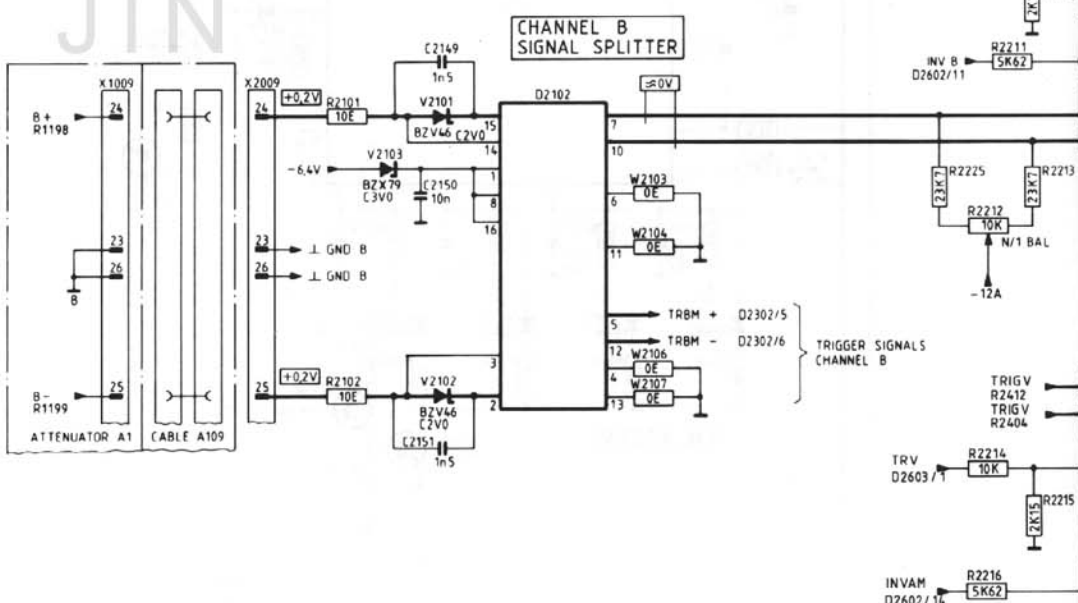 JIN
CHANNEL B
SIGNAL SPLITTER
2K
R2211
5K62
INV B
D2602/11
X1009
24
B+
R1198
X2009
24
+0,2V
R2101
10E
C2149
1n5
V2101
BZV46
C2V0
15
14
D2102
≈0V
7
10
-6,4V
V2103
BZX79
C3V0
C2150
10n
1
8
16
W2103
0E
6
W2104
0E
11
R2225
23K7
R2213
23K7
R2212
10K
N/1 BAL
-12A
23
26
B
23
⊥ GND B
26
⊥ GND B
5
TRBM + D2302/5
12
TRBM - D2302/6
TRIGGER SIGNALS
CHANNEL B
W2106
0E
4
W2107
0E
13
25
B-
R1199
25
+0,2V
R2102
10E
V2102
BZV46
C2V0
C2151
1n5
3
2
ATTENUATOR A1
CABLE A109
TRIGV
R2412
TRIGV
R2404
TRV
D2603/1
R2214
10K
R2215
2K15
INVAM
D2602/14
R2216
5K62